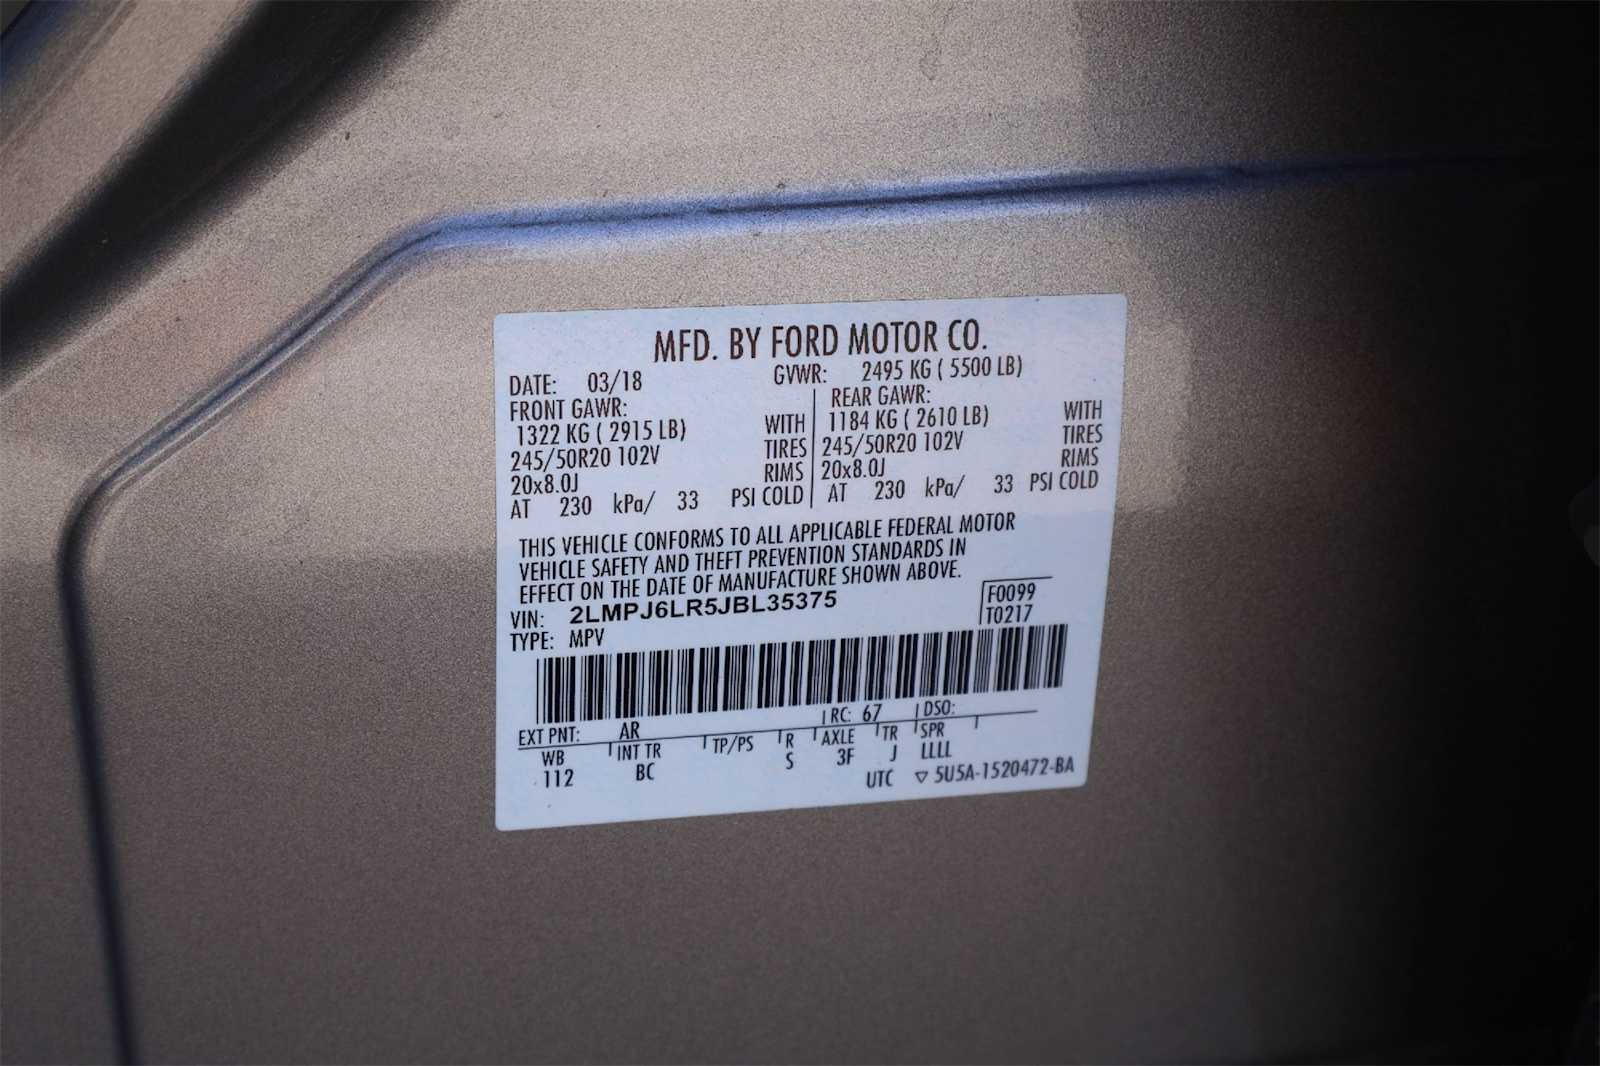 MFD. BY FORD MOTOR CO.
DATE: 03/18 GVWR: 2495 KG ( 5500 LB)
FRONT GAWR: REAR GAWR:
1322 KG ( 2915 LB) WITH 1184 KG ( 2610 LB) WITH
245/50R20 102V TIRES 245/50R20 102V TIRES
20x8.0J RIMS 20x8.0J RIMS
AT 230 kPa/ 33 PSI COLD AT 230 kPa/ 33 PSI COLD
THIS VEHICLE CONFORMS TO ALL APPLICABLE FEDERAL MOTOR
VEHICLE SAFETY AND THEFT PREVENTION STANDARDS IN
EFFECT ON THE DATE OF MANUFACTURE SHOWN ABOVE.
VIN: 2LMPJ6LR5JBL35375 F0099
TYPE: MPV T0217
EXT PNT: AR RC: 67 DSO:
WB INT TR TP/PS R AXLE TR SPR
112 BC S 3F J LLLL
UTC ▽ 5U5A-1520472-BA